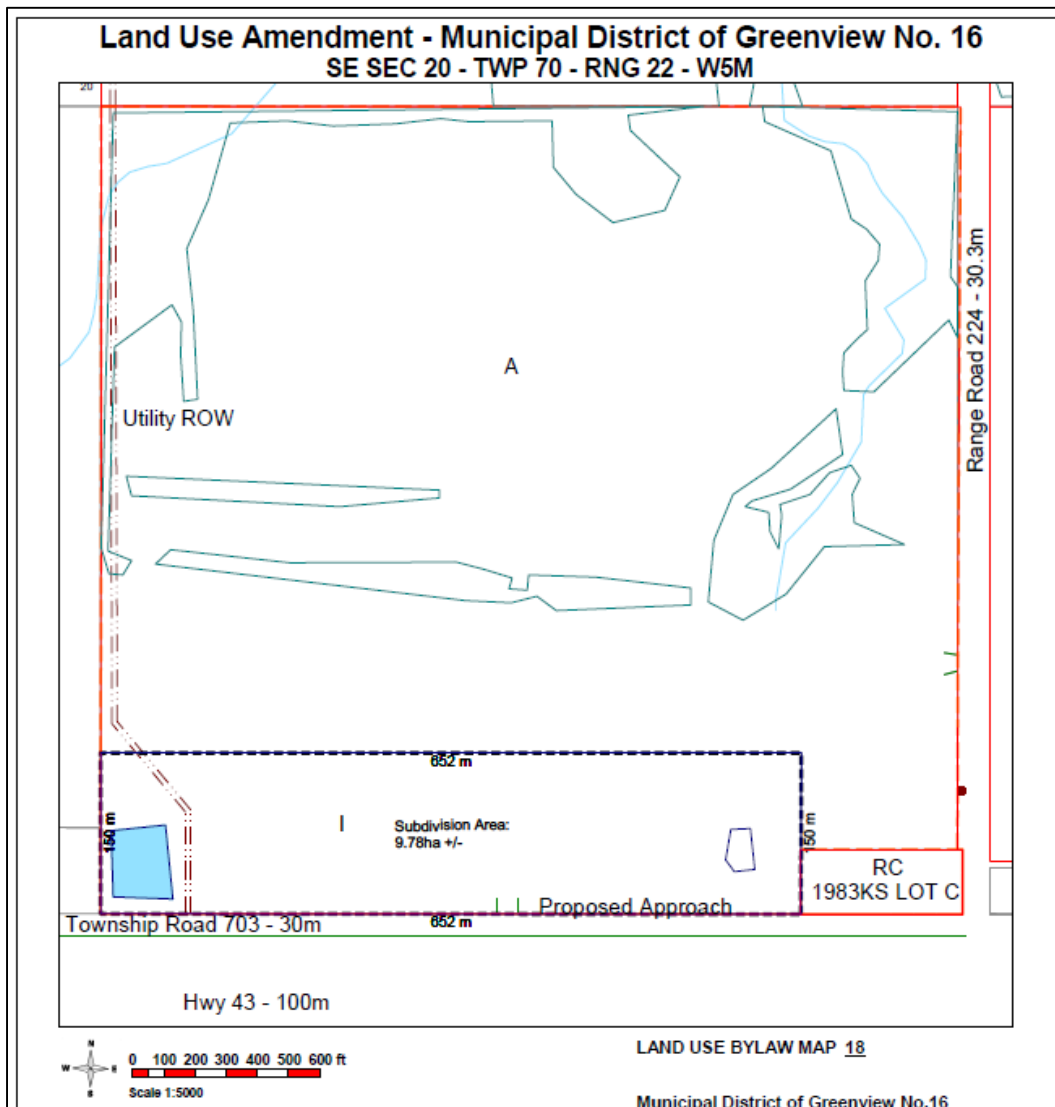 Land Use Amendment - Municipal District of Greenview No. 16
SE SEC 20 - TWP 70 - RNG 22 - W5M
20
A
Range Road 224 - 30.3m
Utility ROW
652 m
150 m
I
Subdivision Area:
9.78ha +/-
150 m
RC
1983KS LOT C
Proposed Approach
Township Road 703 - 30m
652 m
Hwy 43 - 100m
N
W E
S
0 100 200 300 400 500 600 ft
Scale 1:5000
LAND USE BYLAW MAP 18
Municipal District of Greenview No.16